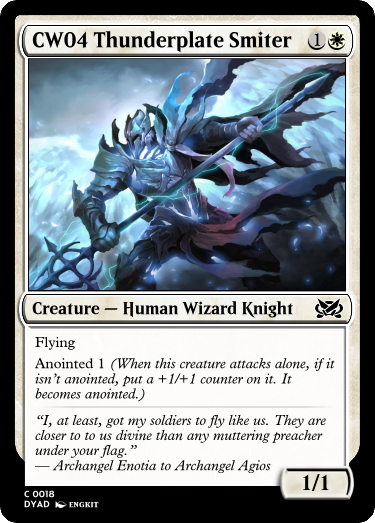 CW04 Thunderplate Smiter 1
Creature — Human Wizard Knight
Flying
Anointed 1 (When this creature attacks alone, if it
isn't anointed, put a +1/+1 counter on it. It
becomes anointed.)
“I, at least, got my soldiers to fly like us. They are
closer to to us divine than any muttering preacher
under your flag.”
— Archangel Enotia to Archangel Agios
1/1
C 0018
DYAD ENGKIT